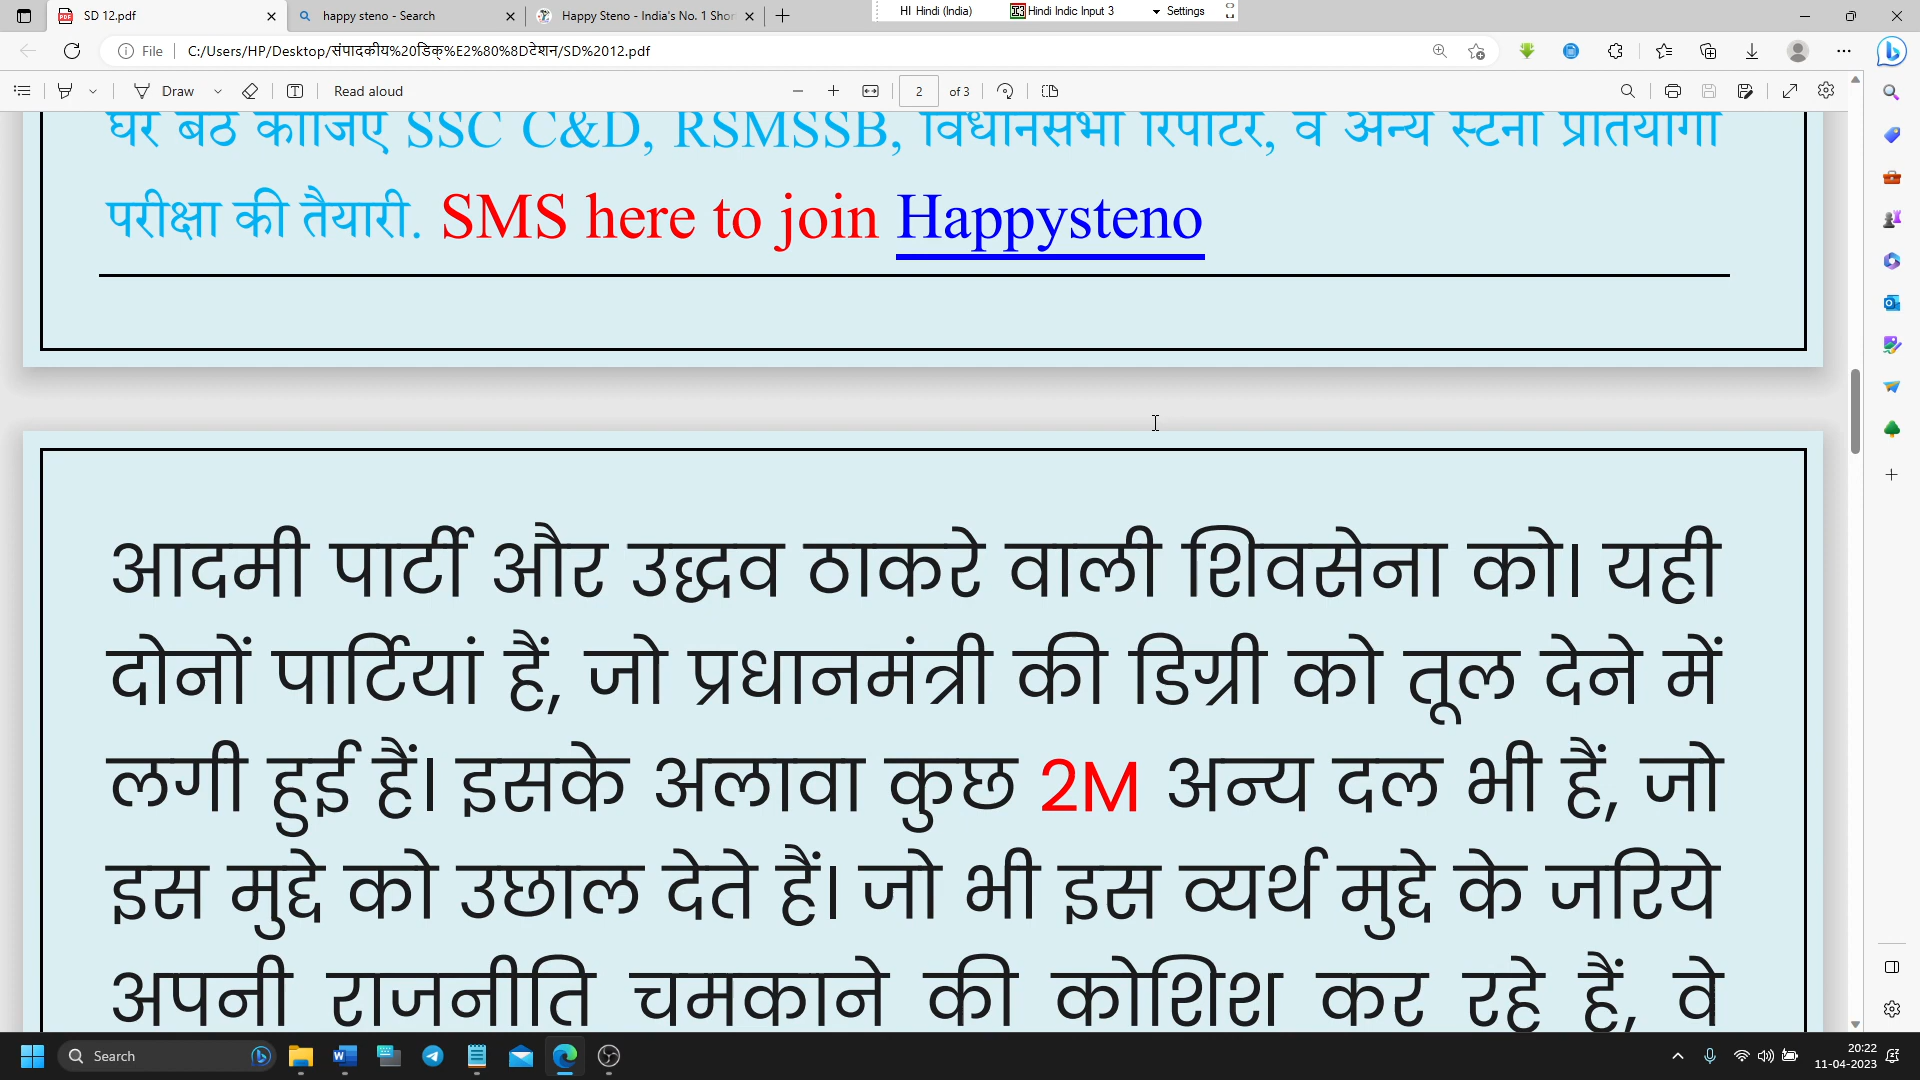 SD 12.pdf
happy steno - Search
Happy Steno - India's No. 1 Shor
HI Hindi (India)
Hindi Indic Input 3
Settings
File
C:/Users/HP/Desktop/संपादकीय%20डिक्%E2%80%8Dटेशन/SD%2012.pdf
Draw
Read aloud
2
of 3
घर बैठे कीजिए SSC C&D, RSMSSB, विधानसभा रिपोर्टर, व अन्य स्टेनो प्रतियोगी
परीक्षा की तैयारी. SMS here to join Happysteno
आदमी पार्टी और उद्धव ठाकरे वाली शिवसेना को। यही
दोनों पार्टियां हैं, जो प्रधानमंत्री की डिग्री को तूल देने में
लगी हुई हैं। इसके अलावा कुछ 2M अन्य दल भी हैं, जो
इस मुद्दे को उछाल देते हैं। जो भी इस व्यर्थ मुद्दे के जरिये
अपनी राजनीति चमकाने की कोशिश कर रहे हैं, वे
Search
20:22
11-04-2023